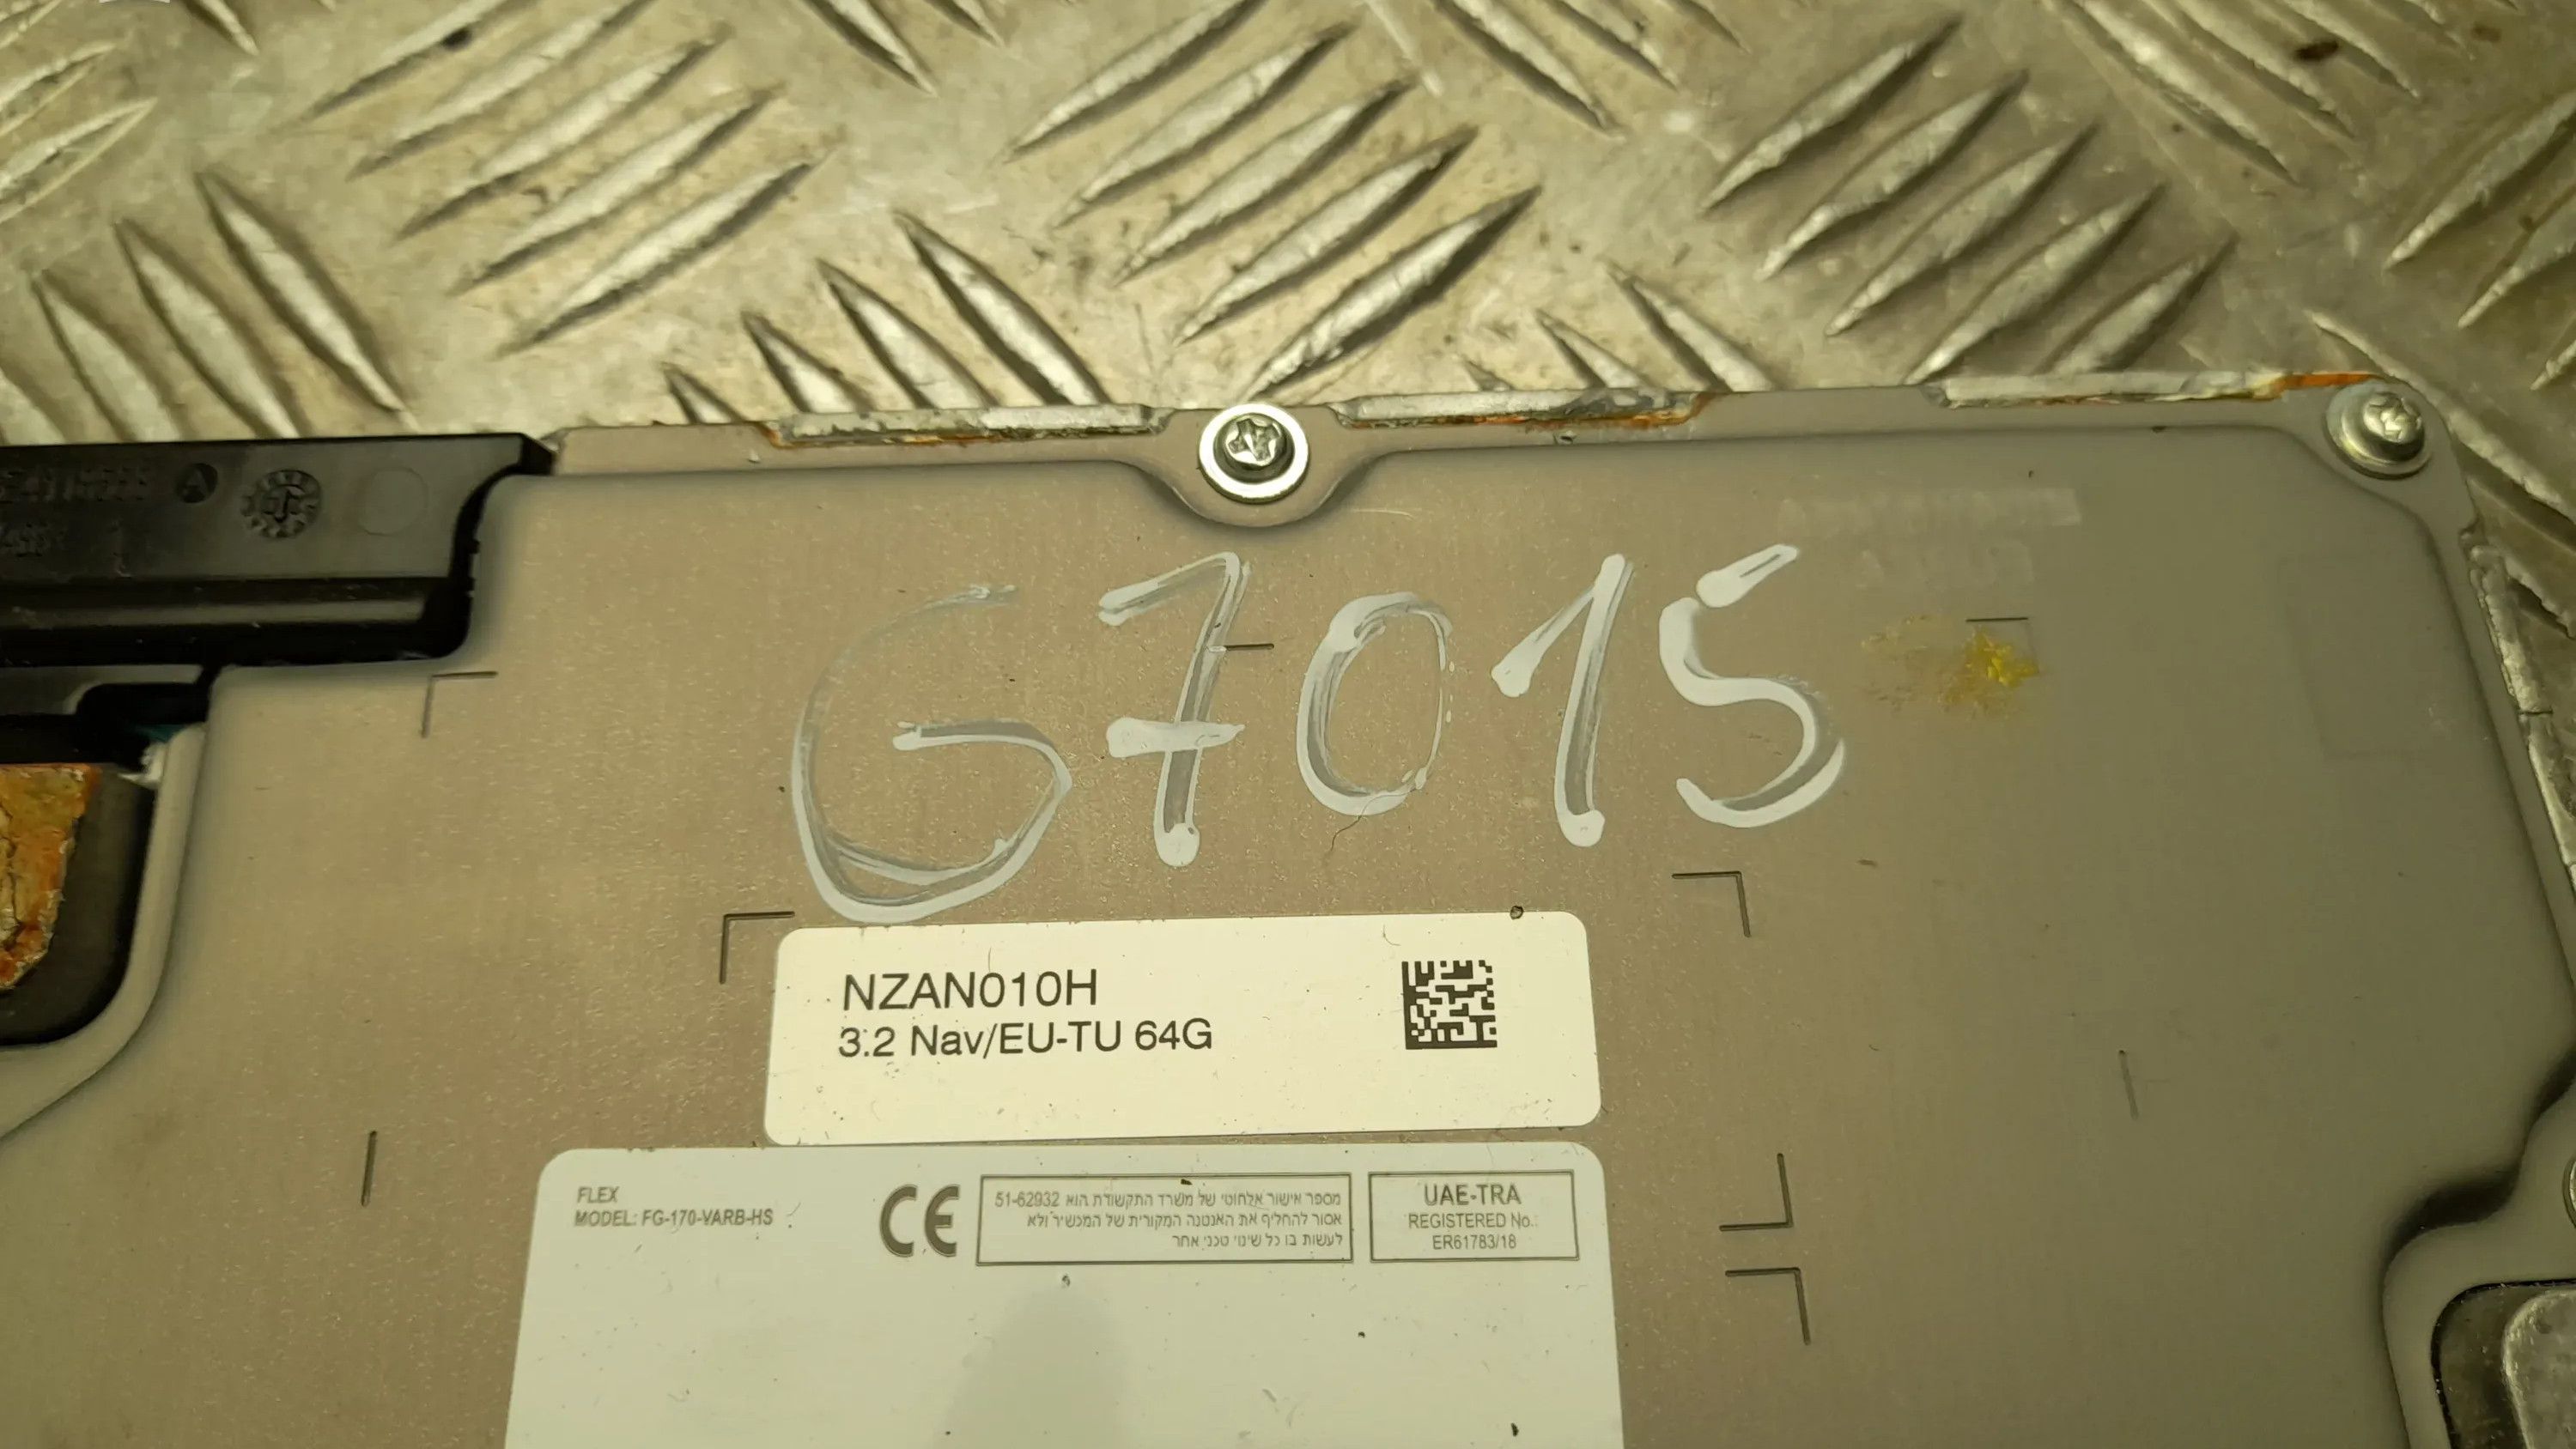 G7015
NZAN010H
3.2 Nav/EU-TU 64G
FLEX
MODEL: FG-170-VARB-HS
CE
מספר אישור אלחוטי של משרד התקשורת הוא 51-62932
אסור להחליף את האנטנה המקורית של המכשיר ולא
לעשות בו כל שינוי טכני אחר
UAE-TRA
REGISTERED No.:
ER61783/18